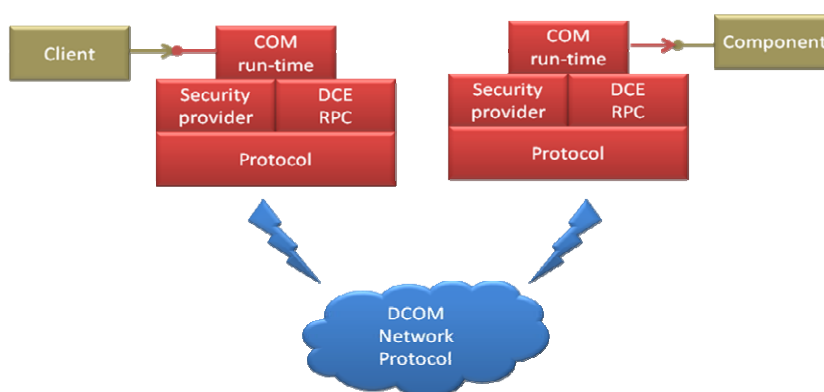 Client
COM
run-time
Security
provider
DCE
RPC
Protocol
COM
run-time
Component
Security
provider
DCE
RPC
Protocol
DCOM
Network
Protocol